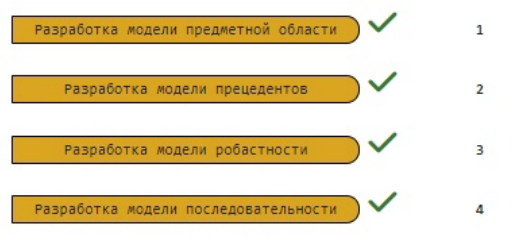 Разработка модели предметной области 1
Разработка модели прецедентов 2
Разработка модели робастности 3
Разработка модели последовательности 4